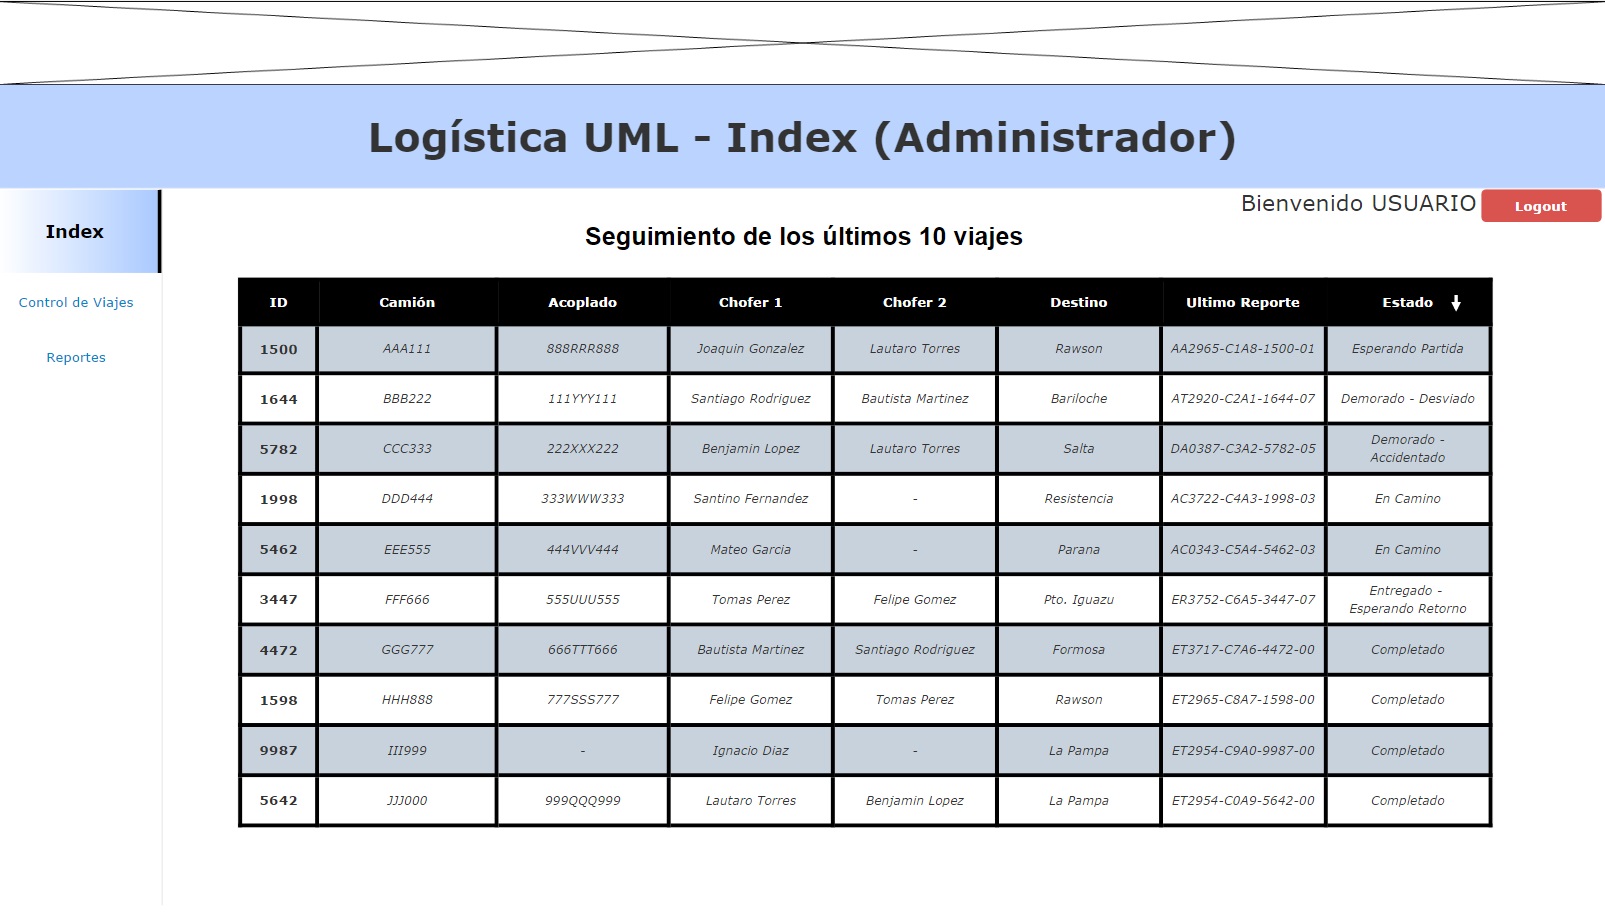 Logística UML - Index (Administrador)
Bienvenido USUARIO Logout
Index
Control de Viajes
Reportes
Seguimiento de los últimos 10 viajes
ID Camión Acoplado Chofer 1 Chofer 2 Destino Ultimo Reporte Estado
1500 AAA111 888RRR888 Joaquin Gonzalez Lautaro Torres Rawson AA2965-C1A8-1500-01 Esperando Partida
1644 BBB222 111YYY111 Santiago Rodriguez Bautista Martinez Bariloche AT2920-C2A1-1644-07 Demorado - Desviado
5782 CCC333 222XXX222 Benjamin Lopez Lautaro Torres Salta DA0387-C3A2-5782-05 Demorado -
Accidentado
1998 DDD444 333WWW333 Santino Fernandez - Resistencia AC3722-C4A3-1998-03 En Camino
5462 EEE555 444VVV444 Mateo Garcia - Parana AC0343-C5A4-5462-03 En Camino
3447 FFF666 555UUU555 Tomas Perez Felipe Gomez Pto. Iguazu ER3752-C6A5-3447-07 Entregado -
Esperando Retorno
4472 GGG777 666TTT666 Bautista Martinez Santiago Rodriguez Formosa ET3717-C7A6-4472-00 Completado
1598 HHH888 777SSS777 Felipe Gomez Tomas Perez Rawson ET2965-C8A7-1598-00 Completado
9987 III999 - Ignacio Diaz - La Pampa ET2954-C9A0-9987-00 Completado
5642 JJJ000 999QQQ999 Lautaro Torres Benjamin Lopez La Pampa ET2954-C0A9-5642-00 Completado